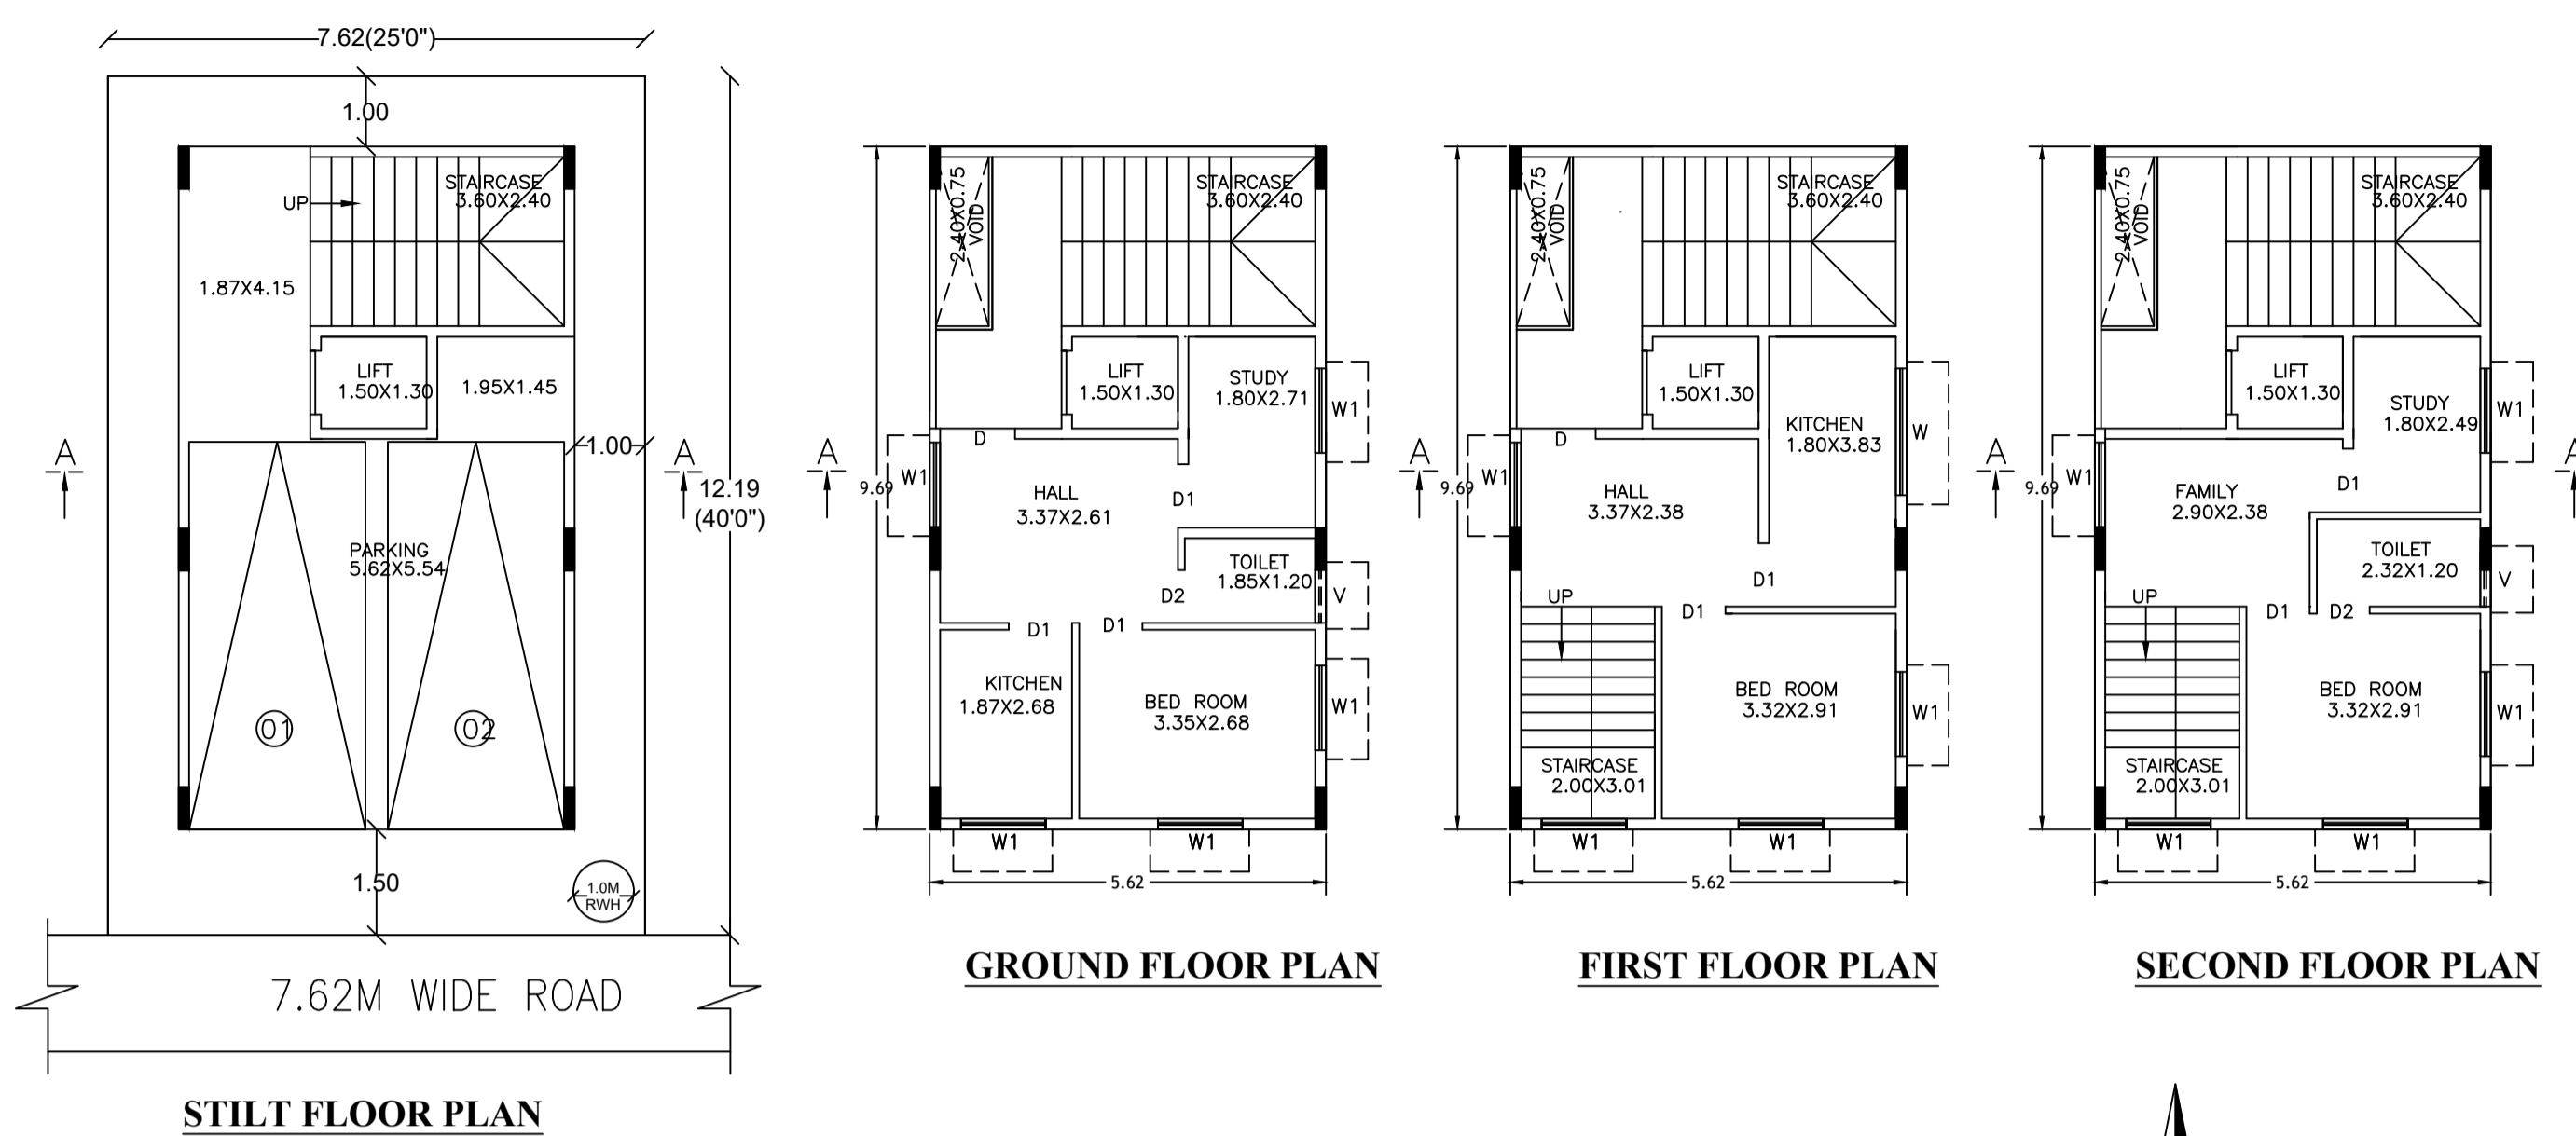 7.62(25'0")
1.00
STAIRCASE
3.60X2.40
UP
1.87X4.15
LIFT
1.50X1.30
1.95X1.45
A
1.00
A
12.19
(40'0")
PARKING
5.62X5.54
01
02
1.50
1.0M
RWH
7.62M WIDE ROAD
STILT FLOOR PLAN
2.40X0.75
VOID
STAIRCASE
3.60X2.40
LIFT
1.50X1.30
STUDY
1.80X2.71
W1
D
A
9.69
W1
HALL
3.37X2.61
D1
TOILET
1.85X1.20
D2
V
D1
D1
KITCHEN
1.87X2.68
BED ROOM
3.35X2.68
W1
W1
W1
5.62
GROUND FLOOR PLAN
2.40X0.75
VOID
STAIRCASE
3.60X2.40
LIFT
1.50X1.30
KITCHEN
1.80X3.83
W
D
A
9.69
W1
HALL
3.37X2.38
D1
UP
D1
BED ROOM
3.32X2.91
W1
STAIRCASE
2.00X3.01
W1
W1
5.62
FIRST FLOOR PLAN
2.40X0.75
VOID
STAIRCASE
3.60X2.40
LIFT
1.50X1.30
STUDY
1.80X2.49
W1
A
9.69
W1
FAMILY
2.90X2.38
D1
A
TOILET
2.32X1.20
V
UP
D1
D2
BED ROOM
3.32X2.91
W1
STAIRCASE
2.00X3.01
W1
W1
5.62
SECOND FLOOR PLAN